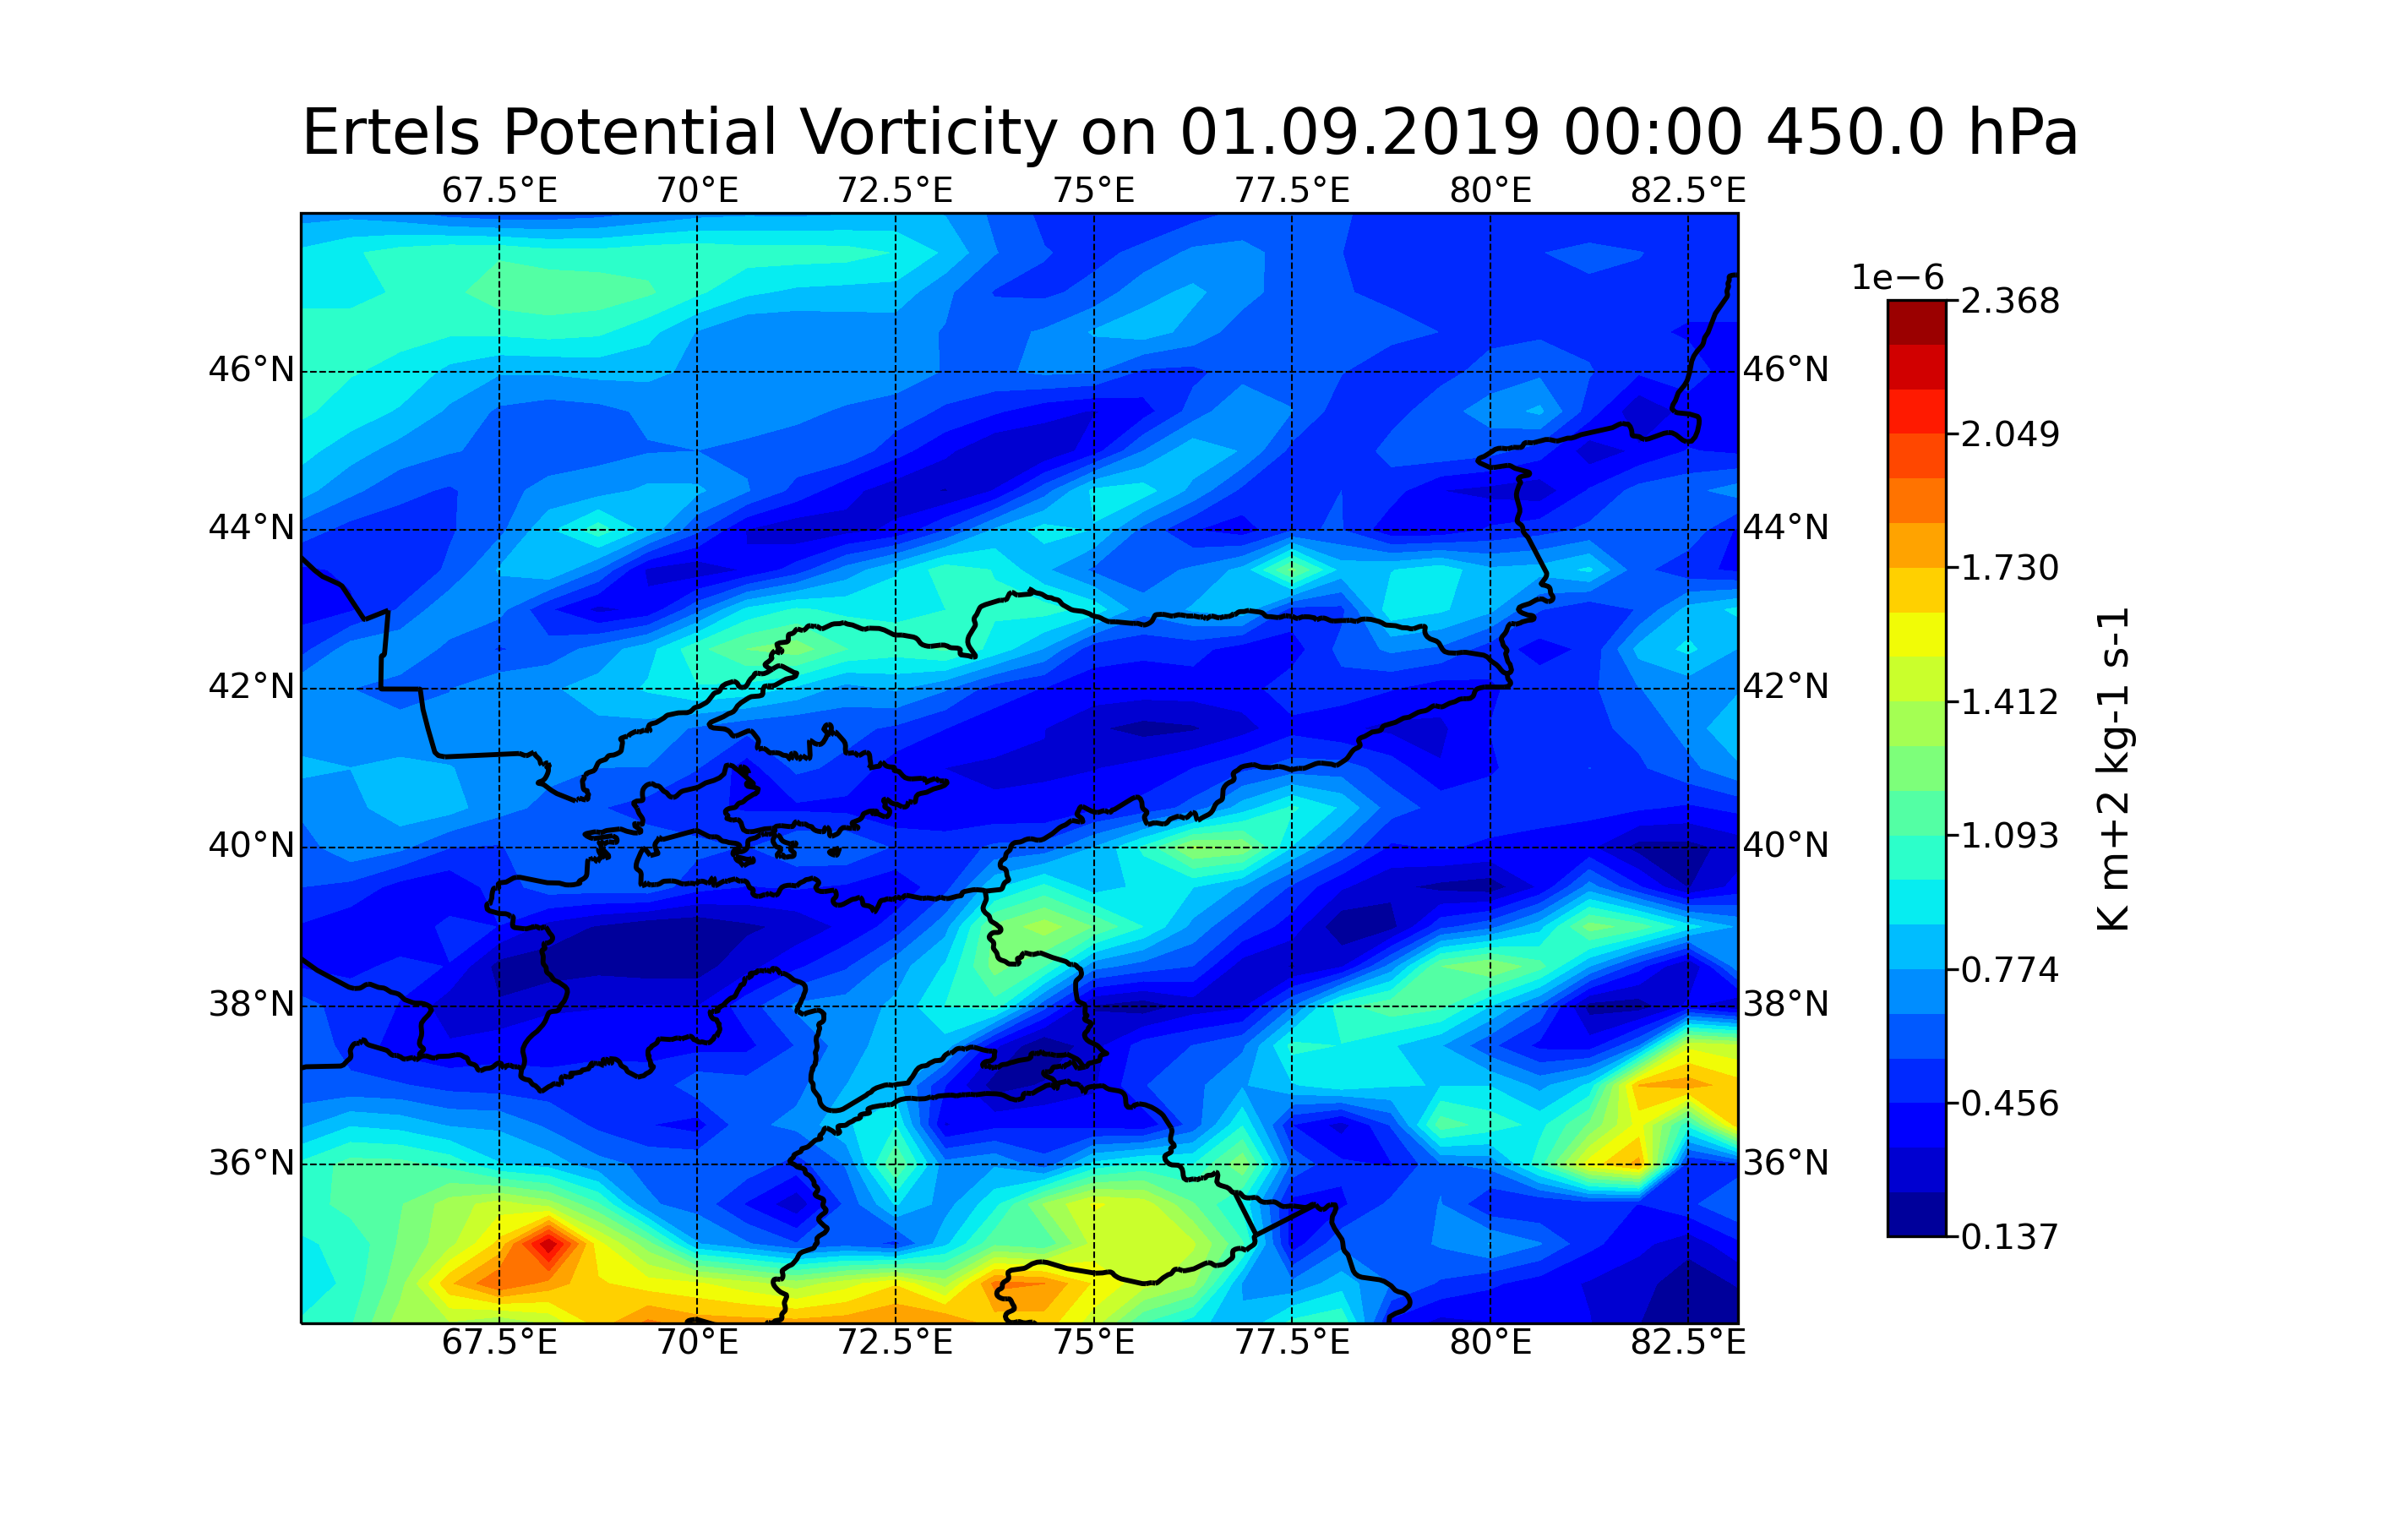 Ertels Potential Vorticity on 01.09.2019 00:00 450.0 hPa
67.5°E 70°E 72.5°E 75°E 77.5°E 80°E 82.5°E
1e−6
46°N 46°N
44°N 44°N
42°N 42°N
40°N 40°N
38°N 38°N
36°N 36°N
67.5°E 70°E 72.5°E 75°E 77.5°E 80°E 82.5°E
2.368
2.049
1.730
1.412
1.093
0.774
0.456
0.137
K m+2 kg-1 s-1